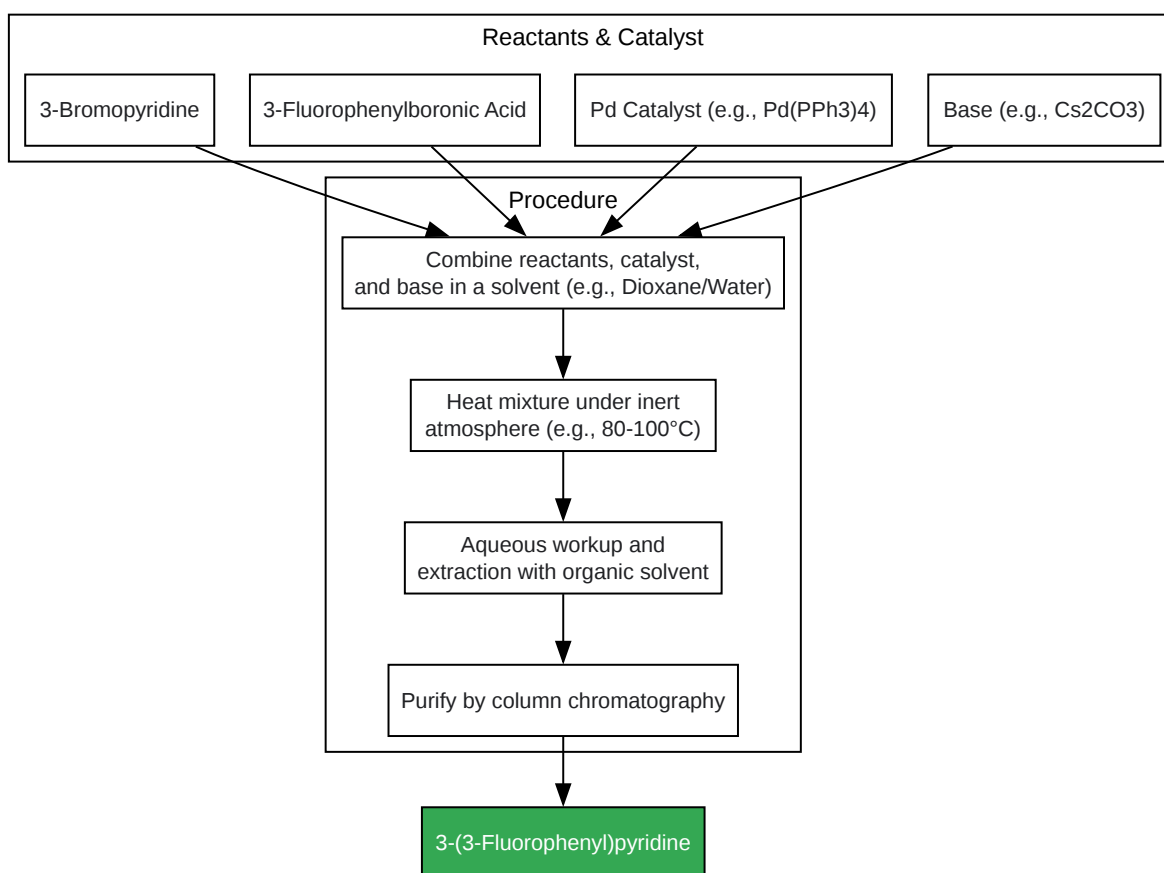 Reactants & Catalyst
3-Bromopyridine
3-Fluorophenylboronic Acid
Pd Catalyst (e.g., Pd(PPh3)4)
Base (e.g., Cs2CO3)
Procedure
Combine reactants, catalyst,
and base in a solvent (e.g., Dioxane/Water)
Heat mixture under inert
atmosphere (e.g., 80-100°C)
Aqueous workup and
extraction with organic solvent
Purify by column chromatography
3-(3-Fluorophenyl)pyridine